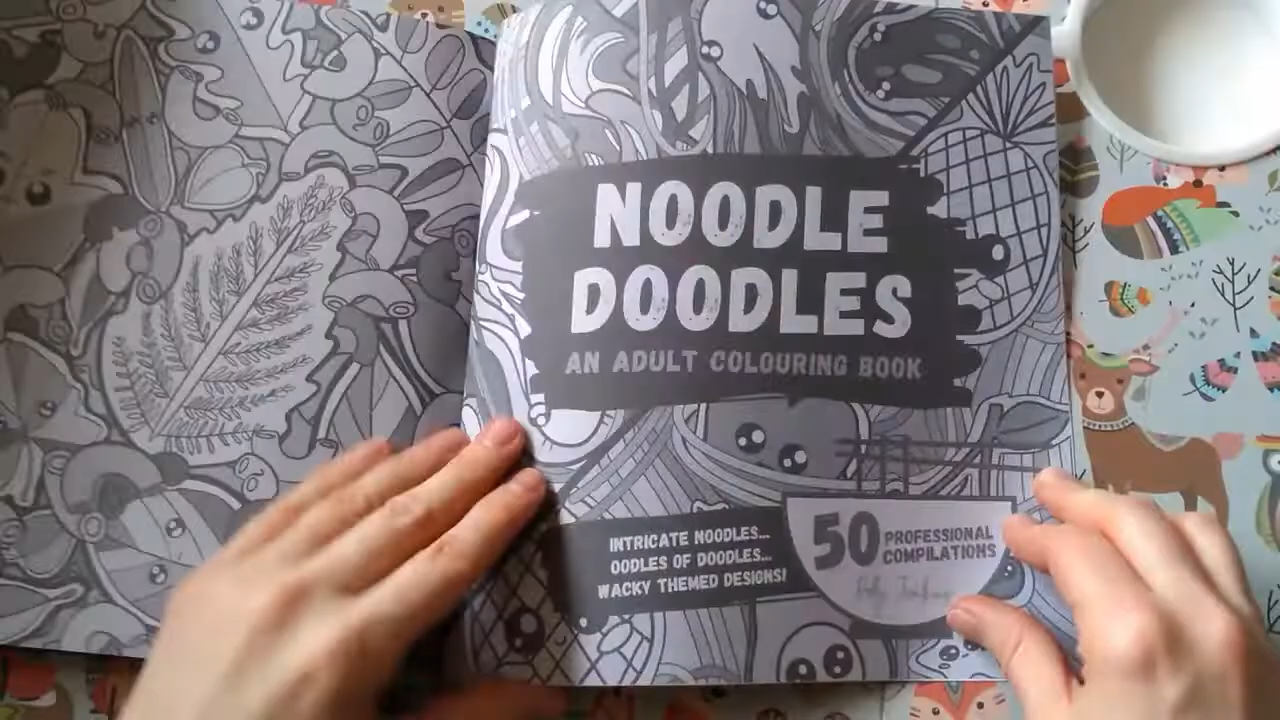 NOODLE
DOODLES
AN ADULT COLOURING BOOK
INTRICATE NOODLES...
OODLES OF DOODLES...
WACKY THEMED DESIGNS!
50 PROFESSIONAL
COMPILATIONS